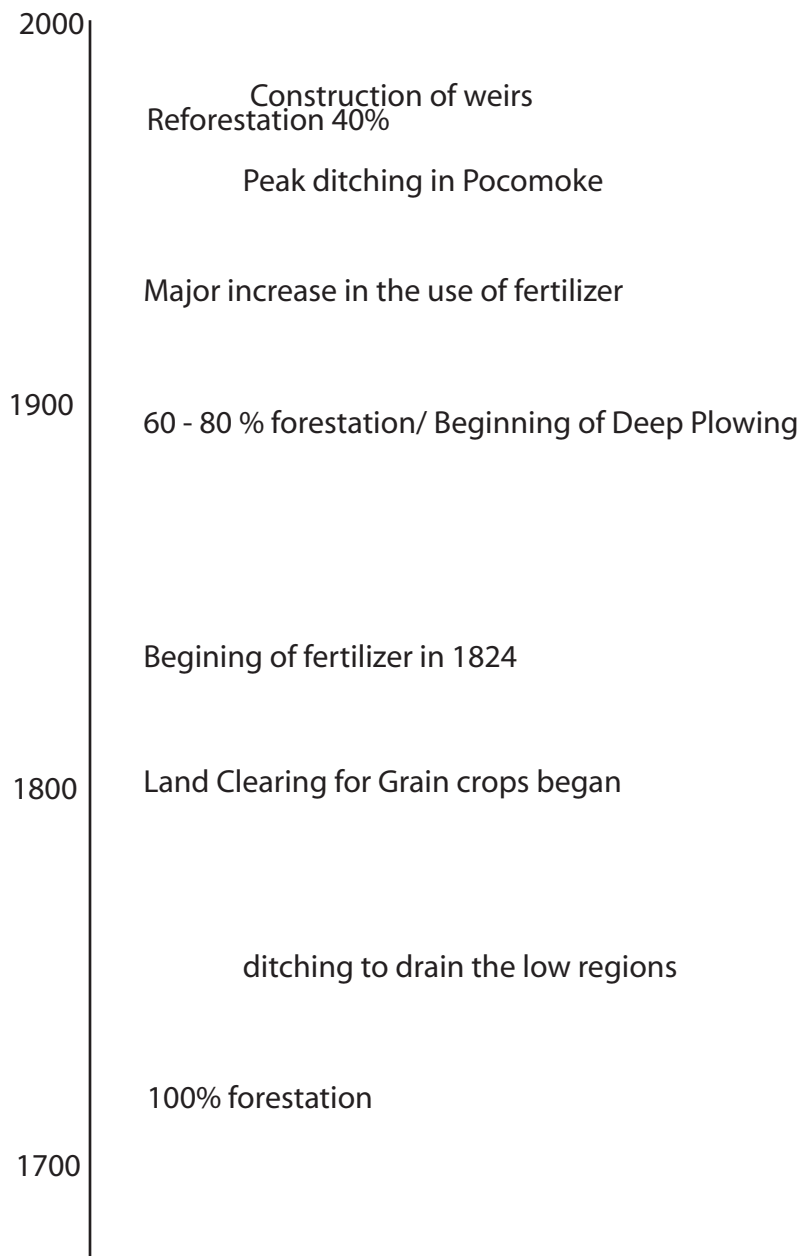 2000
Construction of weirs
Reforestation 40%
Peak ditching in Pocomoke
Major increase in the use of fertilizer
1900
60 - 80 % forestation/ Beginning of Deep Plowing
Begining of fertilizer in 1824
Land Clearing for Grain crops began
1800
ditching to drain the low regions
100% forestation
1700